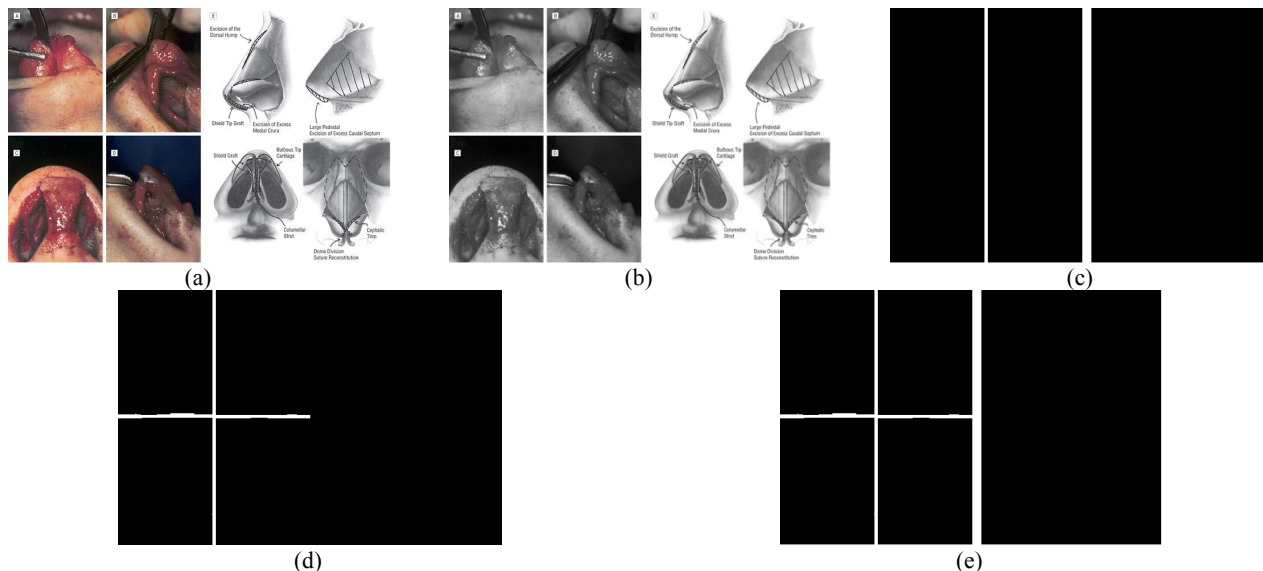 A
B
E
Excision of the
Dorsal Hump
Shield Tip Graft
Excision of Excess
Medial Crura
Large Pedestal
Excision of Excess Caudal Septum
C
D
Shield Graft
Bulbous Tip
Cartilage
Columellar
Strut
Cephalic
Trim
Dome Division
Suture Reconstitution
A
B
E
Excision of the
Dorsal Hump
Shield Tip Graft
Excision of Excess
Medial Crura
Large Pedestal
Excision of Excess Caudal Septum
C
D
Shield Graft
Bulbous Tip
Cartilage
Columellar
Strut
Cephalic
Trim
Dome Division
Suture Reconstitution
(a)
(b)
(c)
(d)
(e)